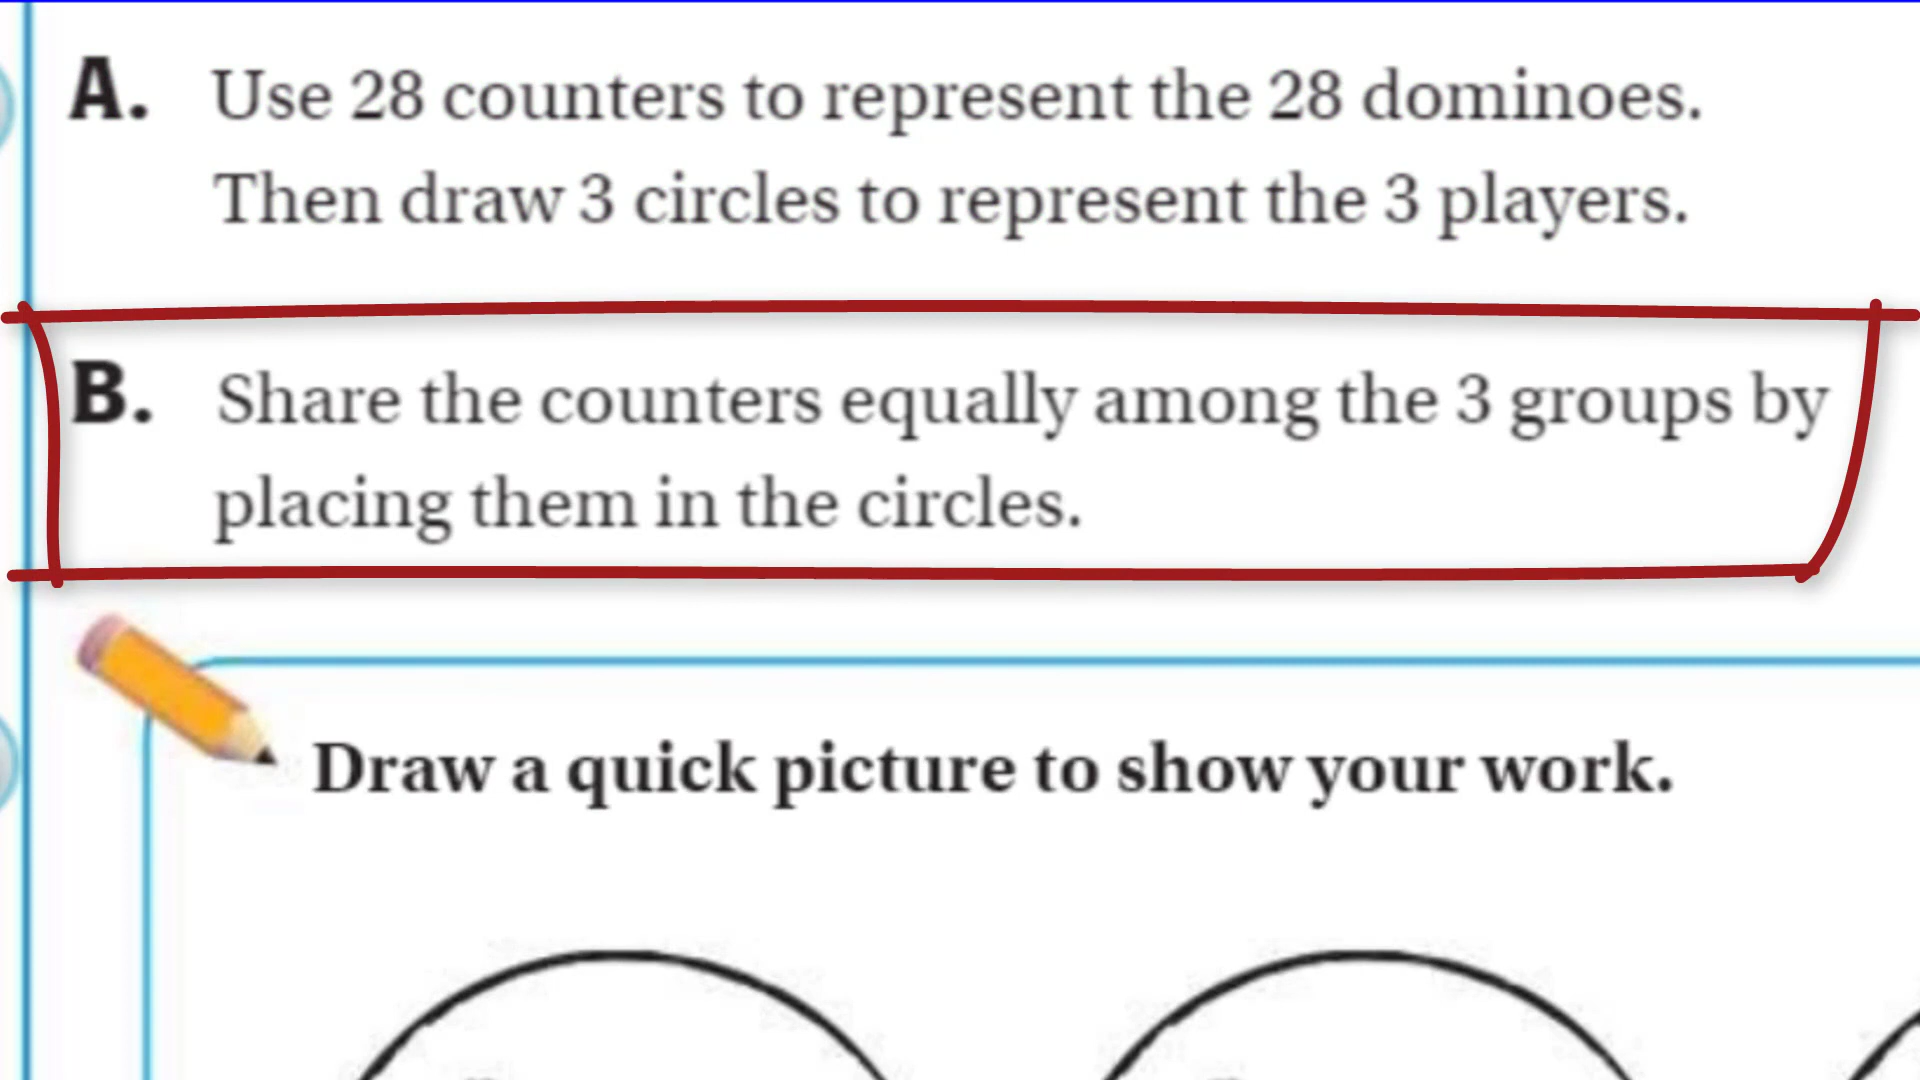 A. Use 28 counters to represent the 28 dominoes.
Then draw 3 circles to represent the 3 players.
B. Share the counters equally among the 3 groups by
placing them in the circles.
Draw a quick picture to show your work.